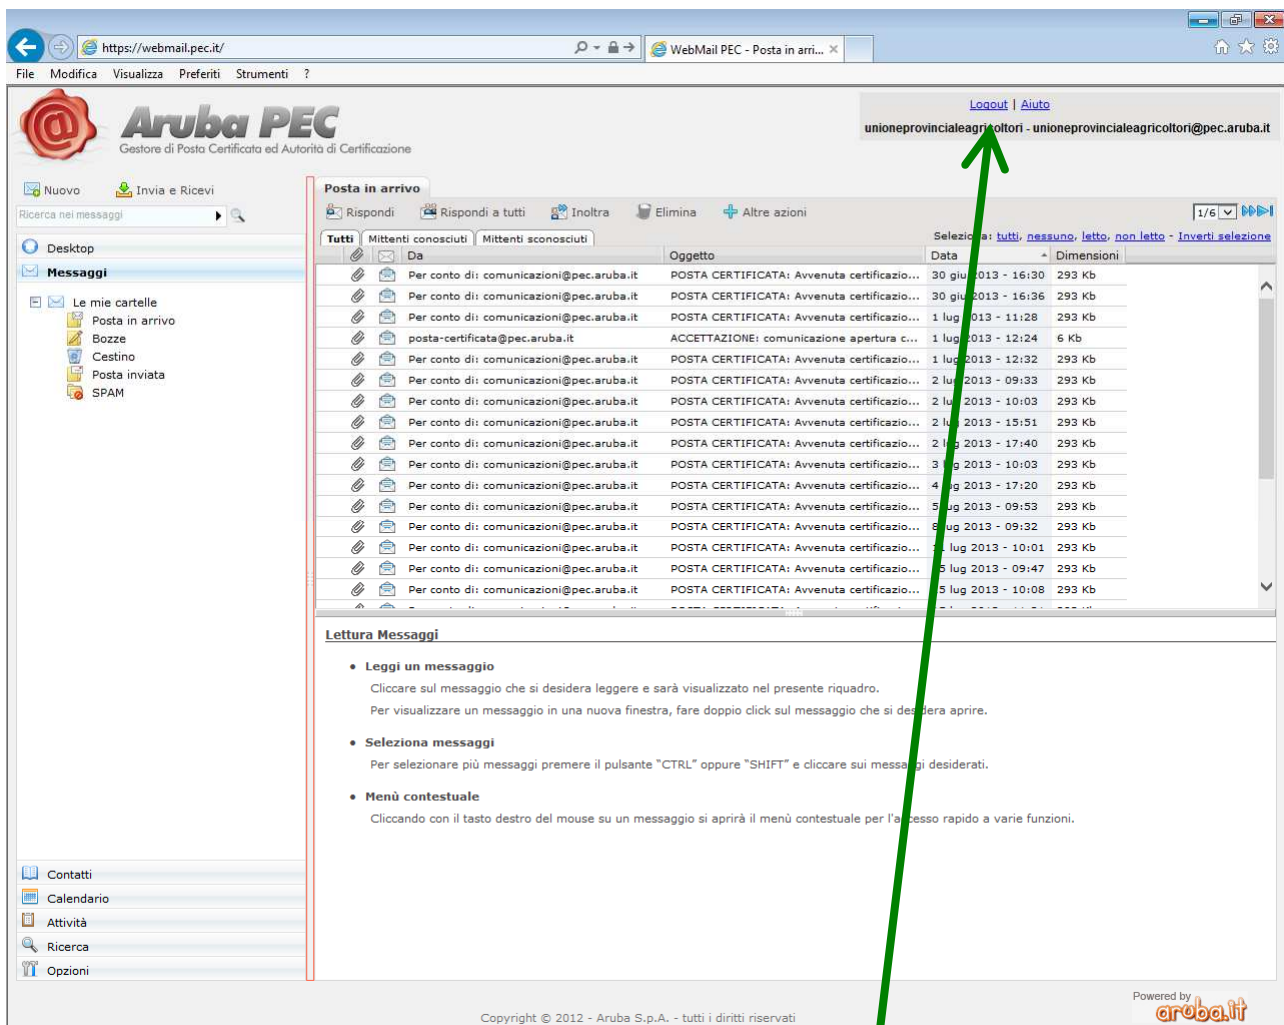 https://webmail.pec.it/
WebMail PEC - Posta in arri...
File Modifica Visualizza Preferiti Strumenti ?
Aruba PEC
Gestore di Posta Certificata ed Autorità di Certificazione
Logout | Aiuto
unioneprovincialeagricoltori - unioneprovincialeagricoltori@pec.aruba.it
Nuovo Invia e Ricevi
Ricerca nei messaggi
Desktop
Messaggi
Le mie cartelle
Posta in arrivo
Bozze
Cestino
Posta inviata
SPAM
Contatti
Calendario
Attività
Ricerca
Opzioni
Posta in arrivo
Rispondi Rispondi a tutti Inoltra Elimina Altre azioni
1/6
Tutti Mittenti conosciuti Mittenti sconosciuti
Seleziona: tutti, nessuno, letto, non letto - Inverti selezione
Da Oggetto Data Dimensioni
Per conto di: comunicazioni@pec.aruba.it POSTA CERTIFICATA: Avvenuta certificazio... 30 giu 2013 - 16:30 293 Kb
Per conto di: comunicazioni@pec.aruba.it POSTA CERTIFICATA: Avvenuta certificazio... 30 giu 2013 - 16:36 293 Kb
Per conto di: comunicazioni@pec.aruba.it POSTA CERTIFICATA: Avvenuta certificazio... 1 lug 2013 - 11:28 293 Kb
posta-certificata@pec.aruba.it ACCETTAZIONE: comunicazione apertura c... 1 lug 2013 - 12:24 6 Kb
Per conto di: comunicazioni@pec.aruba.it POSTA CERTIFICATA: Avvenuta certificazio... 1 lug 2013 - 12:32 293 Kb
Per conto di: comunicazioni@pec.aruba.it POSTA CERTIFICATA: Avvenuta certificazio... 2 lug 2013 - 09:33 293 Kb
Per conto di: comunicazioni@pec.aruba.it POSTA CERTIFICATA: Avvenuta certificazio... 2 lug 2013 - 10:03 293 Kb
Per conto di: comunicazioni@pec.aruba.it POSTA CERTIFICATA: Avvenuta certificazio... 2 lug 2013 - 15:51 293 Kb
Per conto di: comunicazioni@pec.aruba.it POSTA CERTIFICATA: Avvenuta certificazio... 2 lug 2013 - 17:40 293 Kb
Per conto di: comunicazioni@pec.aruba.it POSTA CERTIFICATA: Avvenuta certificazio... 3 lug 2013 - 10:03 293 Kb
Per conto di: comunicazioni@pec.aruba.it POSTA CERTIFICATA: Avvenuta certificazio... 4 lug 2013 - 17:20 293 Kb
Per conto di: comunicazioni@pec.aruba.it POSTA CERTIFICATA: Avvenuta certificazio... 5 lug 2013 - 09:53 293 Kb
Per conto di: comunicazioni@pec.aruba.it POSTA CERTIFICATA: Avvenuta certificazio... 8 lug 2013 - 09:32 293 Kb
Per conto di: comunicazioni@pec.aruba.it POSTA CERTIFICATA: Avvenuta certificazio... lug 2013 - 10:01 293 Kb
Per conto di: comunicazioni@pec.aruba.it POSTA CERTIFICATA: Avvenuta certificazio... lug 2013 - 09:47 293 Kb
Per conto di: comunicazioni@pec.aruba.it POSTA CERTIFICATA: Avvenuta certificazio... lug 2013 - 10:08 293 Kb
Lettura Messaggi
• Leggi un messaggio
Cliccare sul messaggio che si desidera leggere e sarà visualizzato nel presente riquadro.
Per visualizzare un messaggio in una nuova finestra, fare doppio click sul messaggio che si desidera aprire.
• Seleziona messaggi
Per selezionare più messaggi premere il pulsante "CTRL" oppure "SHIFT" e cliccare sui messaggi desiderati.
• Menù contestuale
Cliccando con il tasto destro del mouse su un messaggio si aprirà il menù contestuale per l'accesso rapido a varie funzioni.
Copyright © 2012 - Aruba S.p.A. - tutti i diritti riservati
Powered by
aruba.it